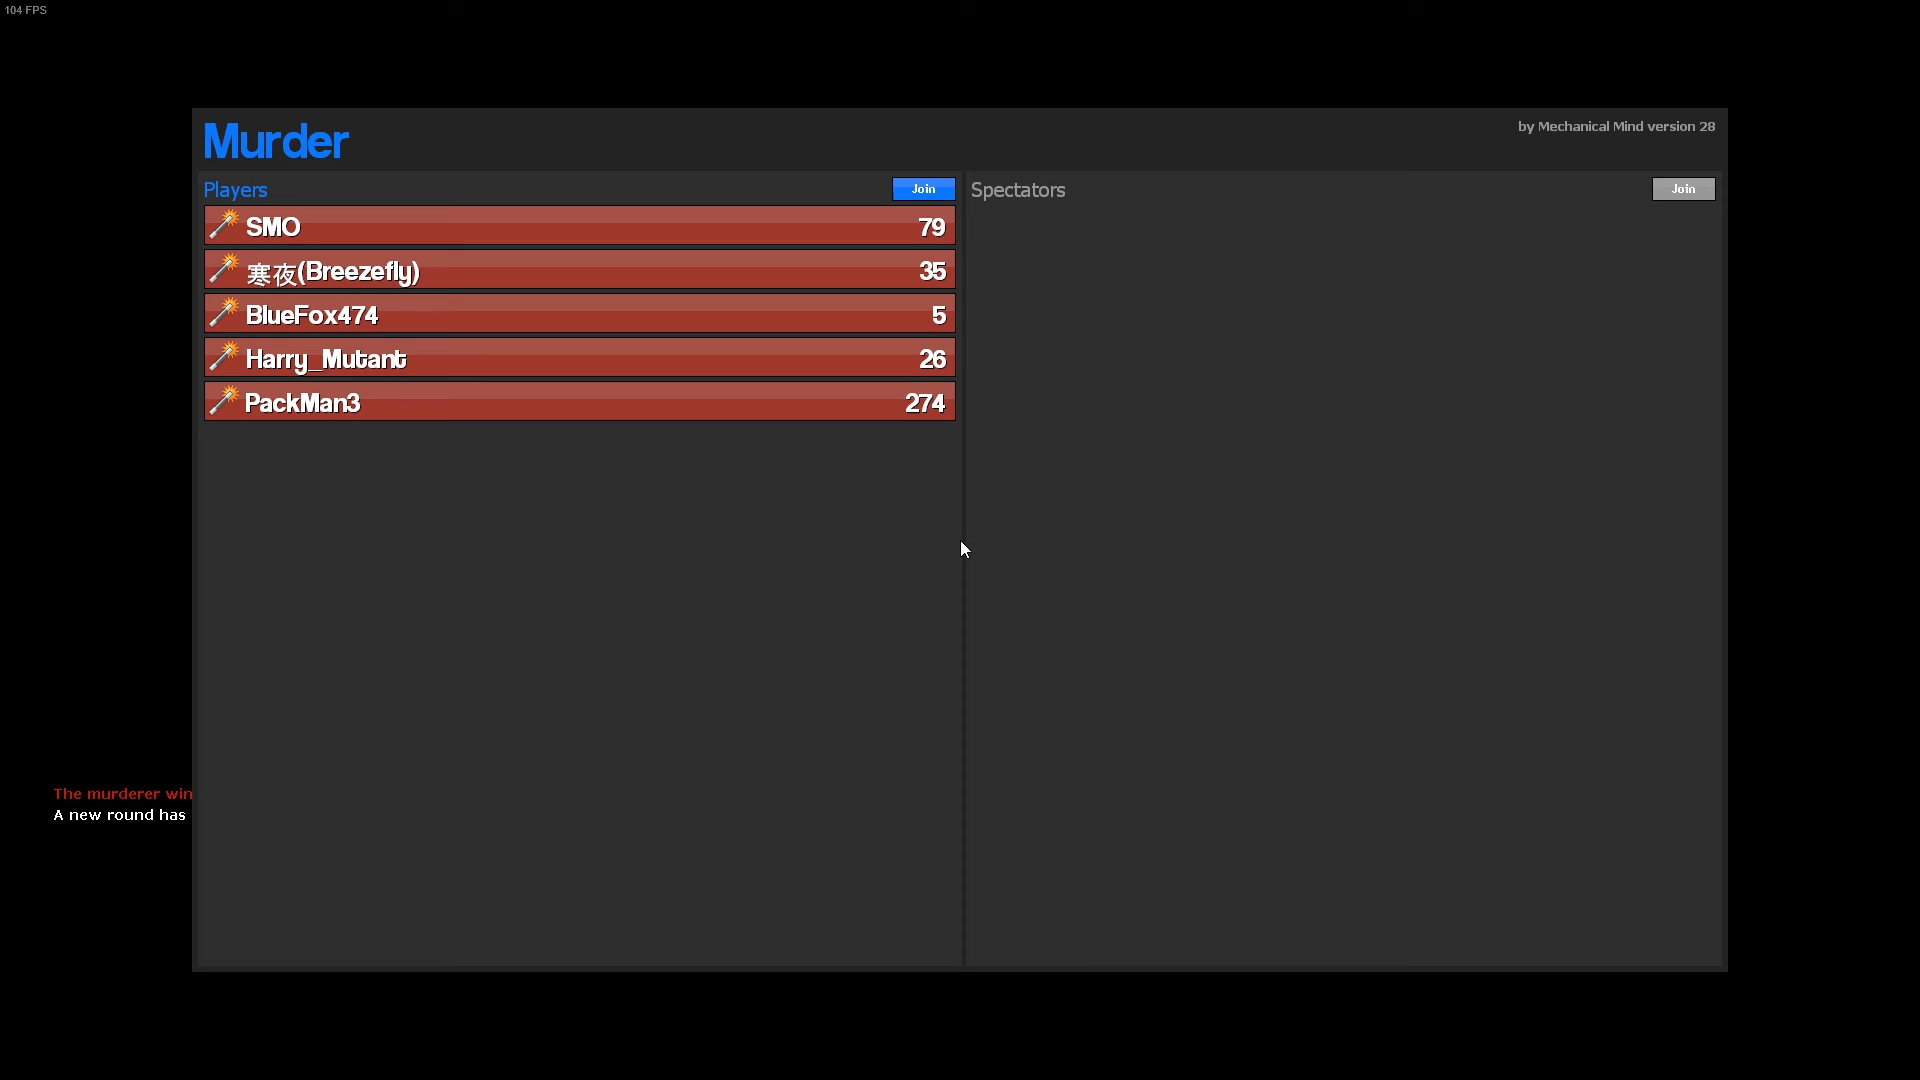 104 FPS
Murder
by Mechanical Mind version 28
Players
Join
SMO
79
寒夜(Breezefly)
35
BlueFox474
5
Harry_Mutant
26
PackMan3
274
Spectators
Join
The murderer win
A new round has